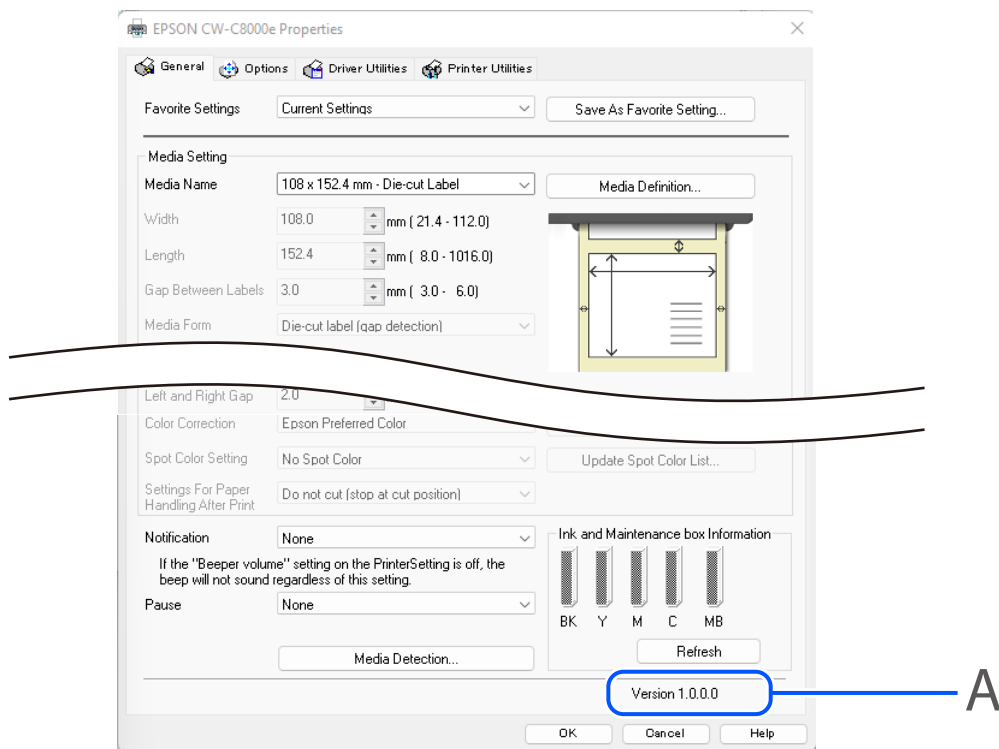 EPSON CW-C8000e Properties
General Options Driver Utilities Printer Utilities
Favorite Settings Current Settings Save As Favorite Setting...
Media Setting
Media Name 108 x 152.4 mm - Die-cut Label Media Definition...
Width 108.0 mm ( 21.4 - 112.0)
Length 152.4 mm ( 8.0 - 1016.0)
Gap Between Labels 3.0 mm ( 3.0 - 6.0)
Media Form Die-cut label (gap detection)
Left and Right Gap 2.0
Color Correction Epson Preferred Color
Spot Color Setting No Spot Color Update Spot Color List...
Settings For Paper
Handling After Print
Do not cut (stop at cut position)
Notification None
If the "Beeper volume" setting on the PrinterSetting is off, the
beep will not sound regardless of this setting.
Pause None
Media Detection...
Ink and Maintenance box Information
BK Y M C MB
Refresh
Version 1.0.0.0
A
OK Cancel Help